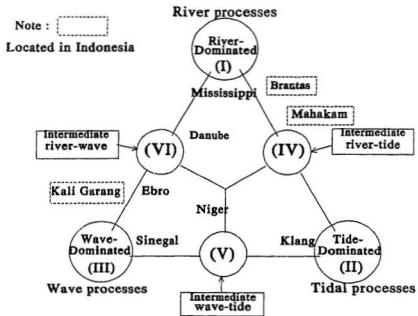 River processes
Note :
Located in Indonesia
River-
Dominated
(I)
Mississippi
Brantas
Mahakam
Danube
Intermediate
river-wave
(VI)
(IV)
Intermediate
river-tide
Kali Garang
Ebro
Niger
Wave-
Dominated
(III)
Sinegal
(V)
Klang
Tide-
Dominated
(II)
Wave processes
Tidal processes
Intermediate
wave-tide